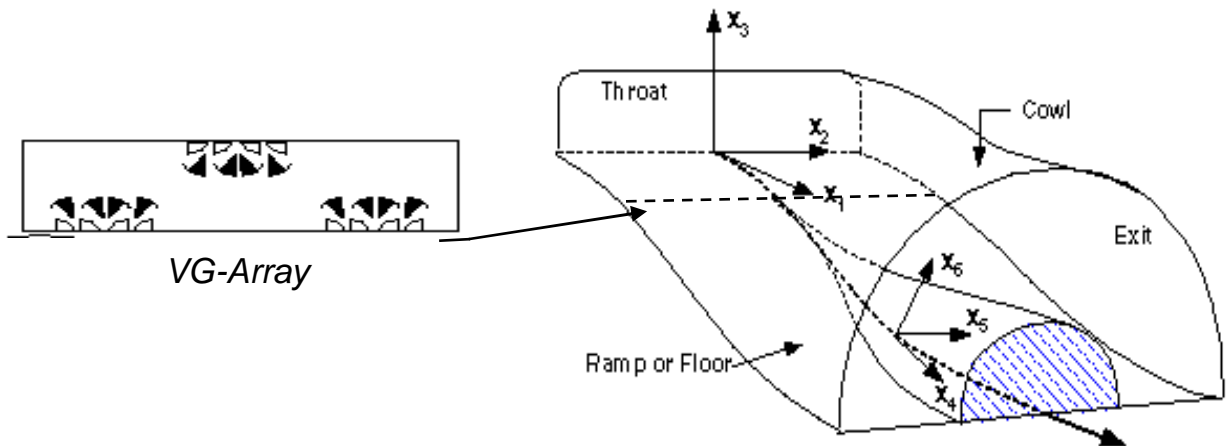 VG-Array
X3
Throat
X2
Cowl
X1
Exit
X6
X5
Ramp or Floor
X4